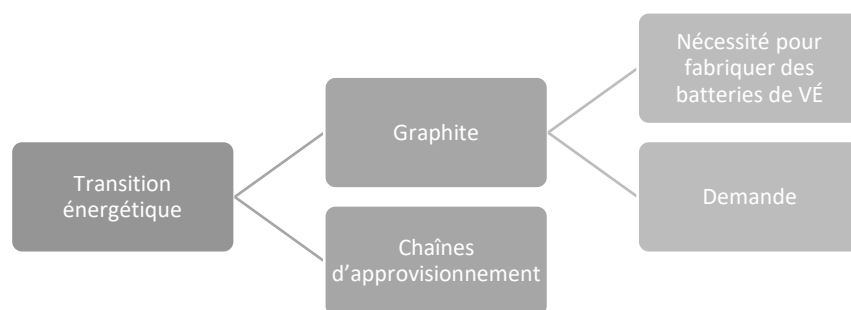 Transition
énergétique
Graphite
Chaînes
d’approvisionnement
Nécessité pour
fabriquer des
batteries de VÉ
Demande